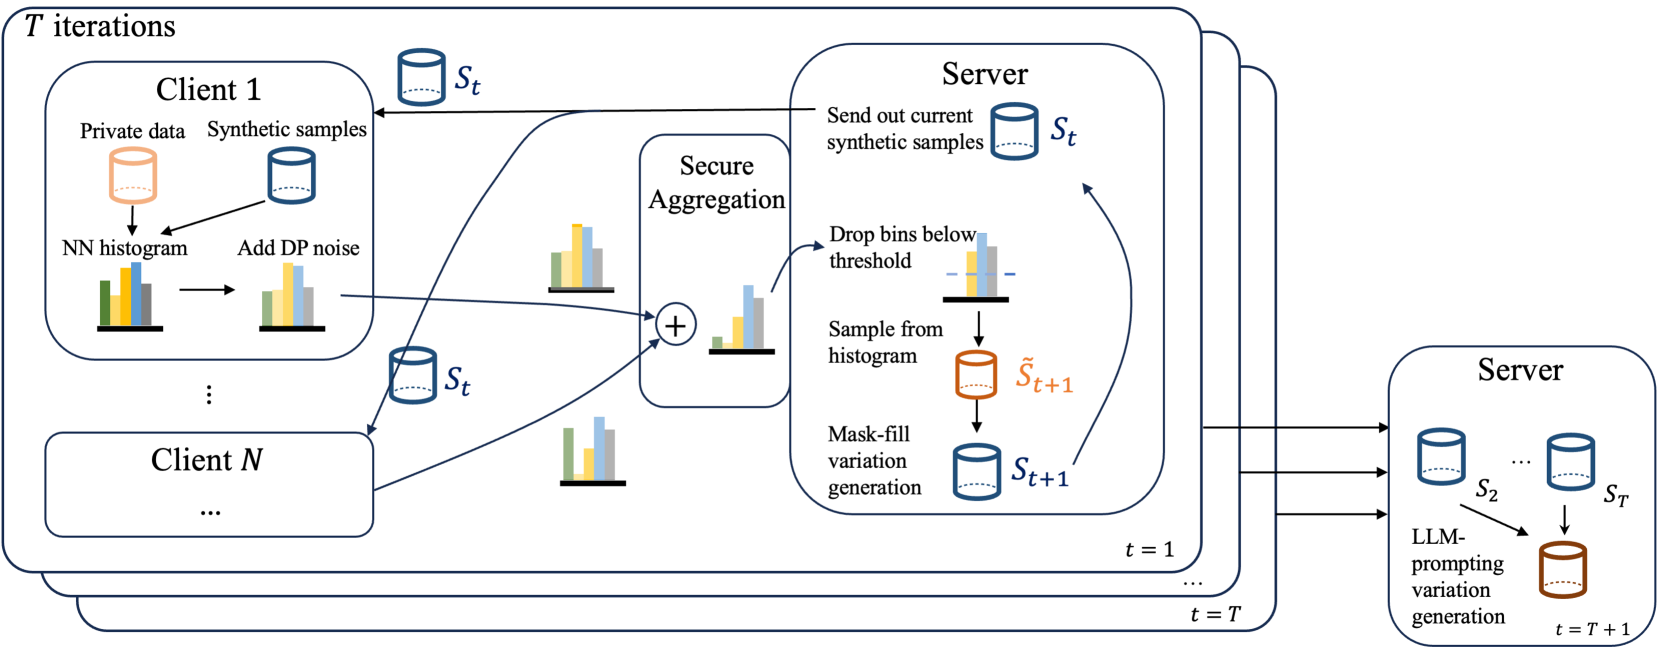 T iterations
Client 1
Private data
Synthetic samples
NN histogram
Add DP noise
⋮
Client N
...
S_t
S_t
Secure
Aggregation
+
Server
Send out current
synthetic samples
S_t
Drop bins below
threshold
Sample from
histogram
S̃_{t+1}
Mask-fill
variation
generation
S_{t+1}
t = 1
...
t = T
Server
S_2
...
S_T
LLM-
prompting
variation
generation
t = T + 1